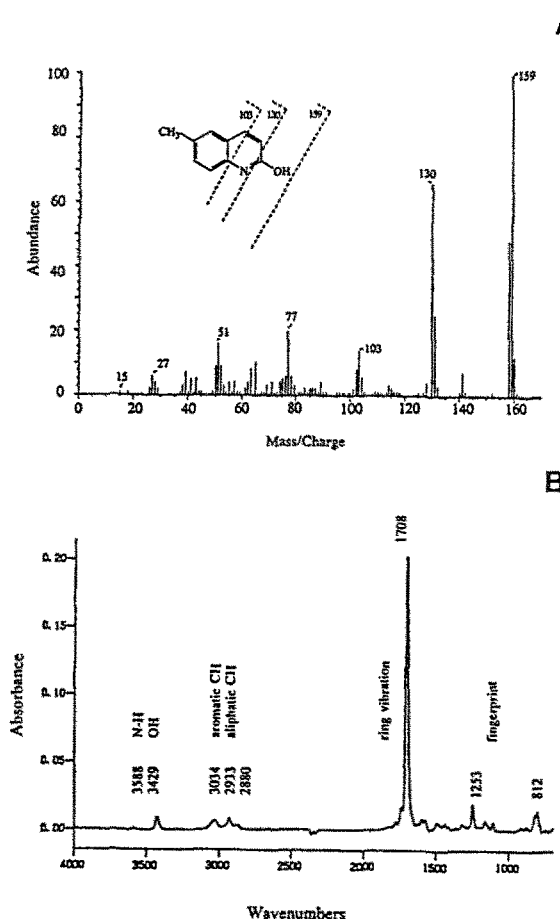 A
100
80
60
40
20
0
Abundance
103
130
159
CH₃
N
OH
159
130
103
77
51
27
15
0
20
40
60
80
100
120
140
160
Mass/Charge
B
Absorbance
0.20
0.15
0.10
0.05
0.00
3588 N-H
3429 OH
3034 aromatic CH
2933 aliphatic CH
2880
ring vibration
1708
fingerprint
1253
812
4000
3500
3000
2500
2000
1500
1000
Wavenumbers